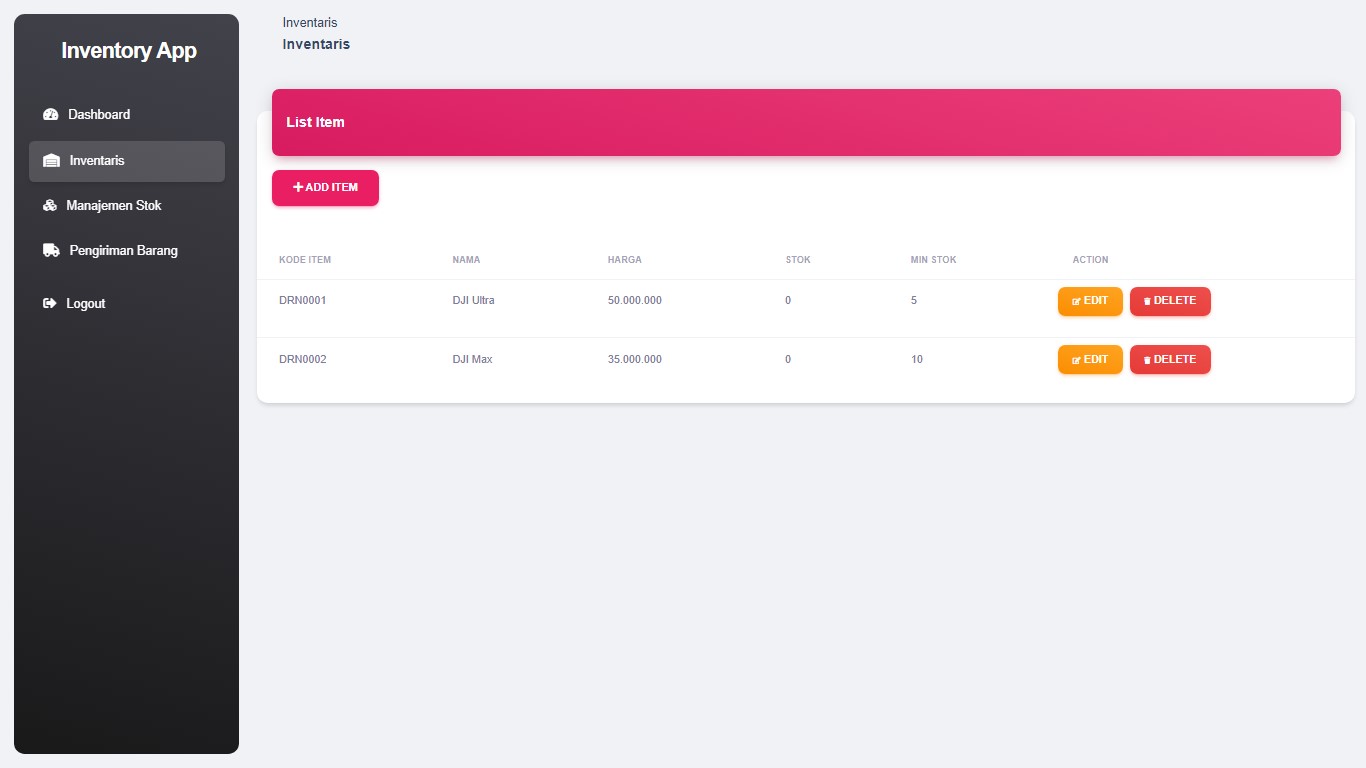 Inventory App
Dashboard
Inventaris
Manajemen Stok
Pengiriman Barang
Logout
Inventaris
Inventaris
List Item
ADD ITEM
KODE ITEM NAMA HARGA STOK MIN STOK ACTION
DRN0001 DJI Ultra 50.000.000 0 5 EDIT DELETE
DRN0002 DJI Max 35.000.000 0 10 EDIT DELETE